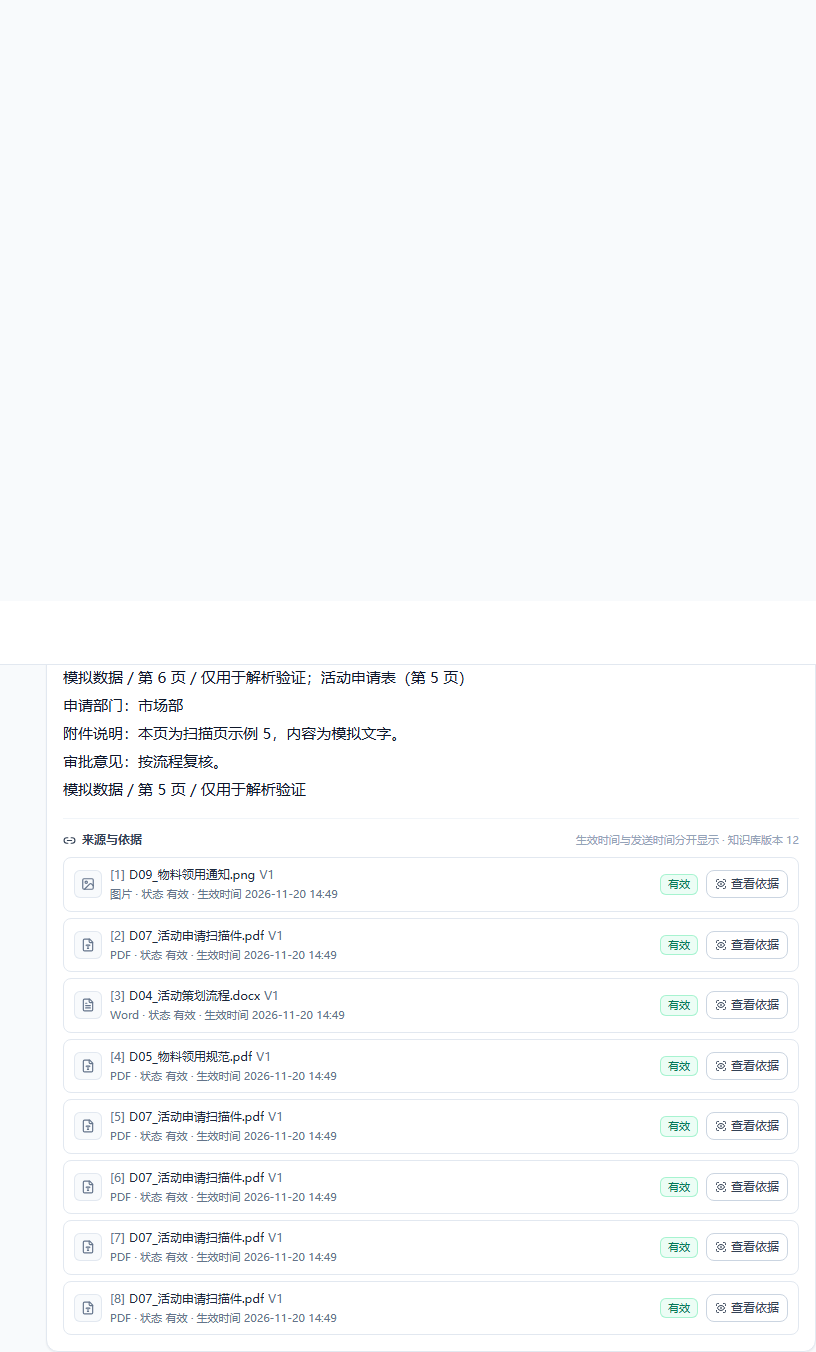 模拟数据 / 第 6 页 / 仅用于解析验证；活动申请表（第 5 页）
申请部门：市场部
附件说明：本页为扫描页示例 5，内容为模拟文字。
审批意见：按流程复核。
模拟数据 / 第 5 页 / 仅用于解析验证
来源与依据 生效时间与发送时间分开显示 · 知识库版本 12
[1] D09_物料领用通知.png V1
图片 · 状态 有效 · 生效时间 2026-11-20 14:49
有效 查看依据
[2] D07_活动申请扫描件.pdf V1
PDF · 状态 有效 · 生效时间 2026-11-20 14:49
有效 查看依据
[3] D04_活动策划流程.docx V1
Word · 状态 有效 · 生效时间 2026-11-20 14:49
有效 查看依据
[4] D05_物料领用规范.pdf V1
PDF · 状态 有效 · 生效时间 2026-11-20 14:49
有效 查看依据
[5] D07_活动申请扫描件.pdf V1
PDF · 状态 有效 · 生效时间 2026-11-20 14:49
有效 查看依据
[6] D07_活动申请扫描件.pdf V1
PDF · 状态 有效 · 生效时间 2026-11-20 14:49
有效 查看依据
[7] D07_活动申请扫描件.pdf V1
PDF · 状态 有效 · 生效时间 2026-11-20 14:49
有效 查看依据
[8] D07_活动申请扫描件.pdf V1
PDF · 状态 有效 · 生效时间 2026-11-20 14:49
有效 查看依据